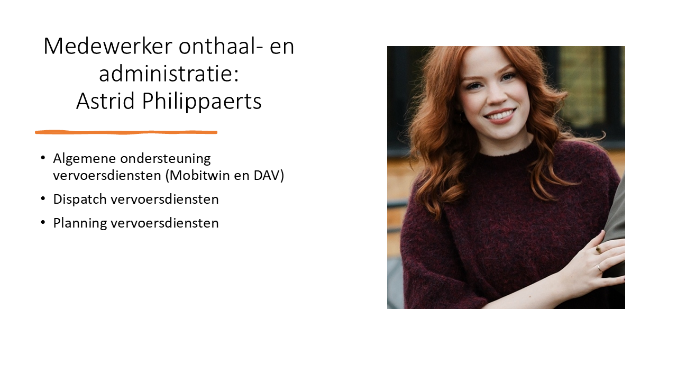 Medewerker onthaal- en
administratie:
Astrid Philippaerts
• Algemene ondersteuning
vervoersdiensten (Mobitwin en DAV)
• Dispatch vervoersdiensten
• Planning vervoersdiensten